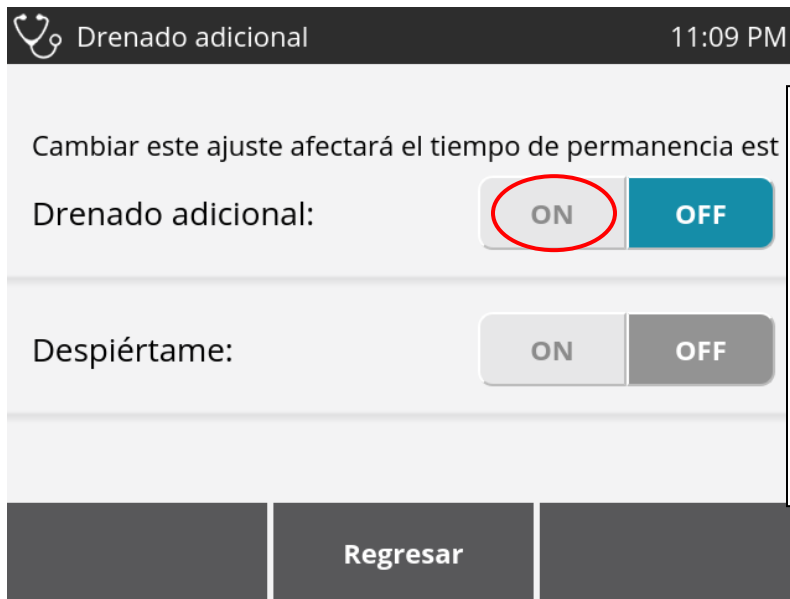 Drenado adicional 11:09 PM
Cambiar este ajuste afectará el tiempo de permanencia est
Drenado adicional: ON OFF
Despiértame: ON OFF
Regresar